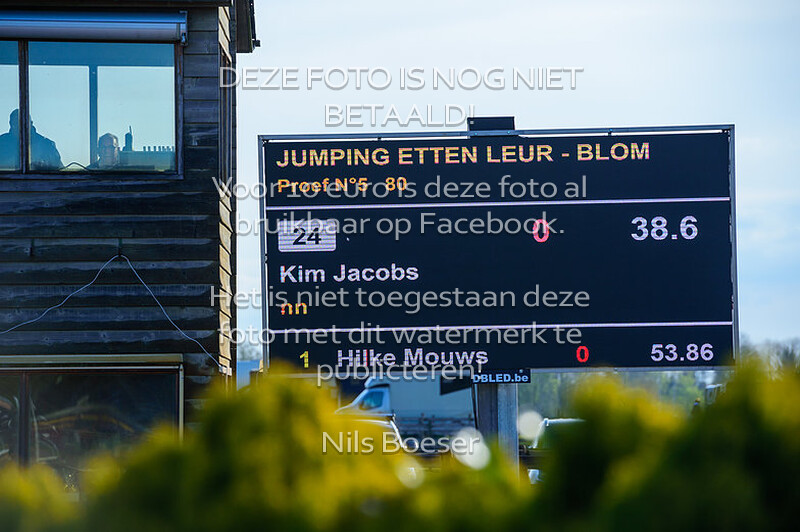 DEZE FOTO IS NOG NIET
BETAALD!
JUMPING ETTEN LEUR - BLOM
Proef N°5 80
Voor 10 euro is deze foto al
bruikbaar op Facebook.
24 0 38.6
Kim Jacobs
Het is niet toegestaan deze
nn
foto met dit watermerk te
1 Hilke Mouws 0 53.86
publicteren
DBLED.be
Nils Boeser